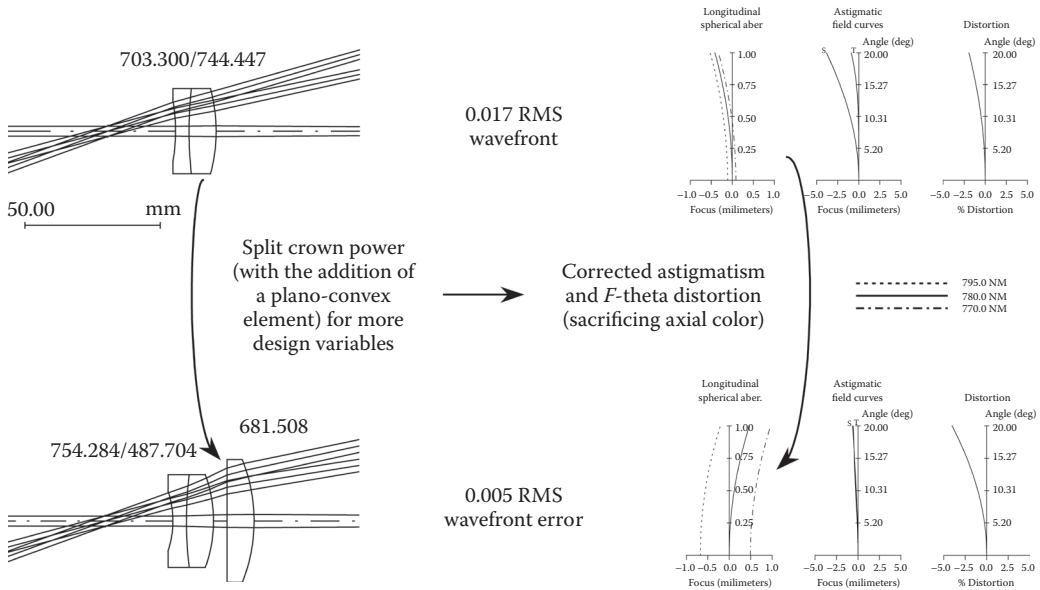 703.300/744.447
50.00 mm
0.017 RMS
wavefront
Longitudinal
spherical aber
1.00
0.75
0.50
0.25
−1.0 −0.5 0.0 0.5 1.0
Focus (milimeters)
Astigmatic
field curves
Angle (deg)
S T
20.00
15.27
10.31
5.20
−5.0 −2.5 0.0 2.5 5.0
Focus (milimeters)
Distortion
Angle (deg)
20.00
15.27
10.31
5.20
−5.0 −2.5 0.0 2.5 5.0
% Distortion
Split crown power
(with the addition of
a plano-convex
element) for more
design variables
Corrected astigmatism
and F-theta distortion
(sacrificing axial color)
795.0 NM
780.0 NM
770.0 NM
754.284/487.704
681.508
0.005 RMS
wavefront error
Longitudinal
spherical aber.
1.00
0.75
0.50
0.25
−1.0 −0.5 0.0 0.5 1.0
Focus (milimeters)
Astigmatic
field curves
Angle (deg)
S T
20.00
15.27
10.31
5.20
−5.0 −2.5 0.0 2.5 5.0
Focus (milimeters)
Distortion
Angle (deg)
20.00
15.27
10.31
5.20
−5.0 −2.5 0.0 2.5 5.0
% Distortion